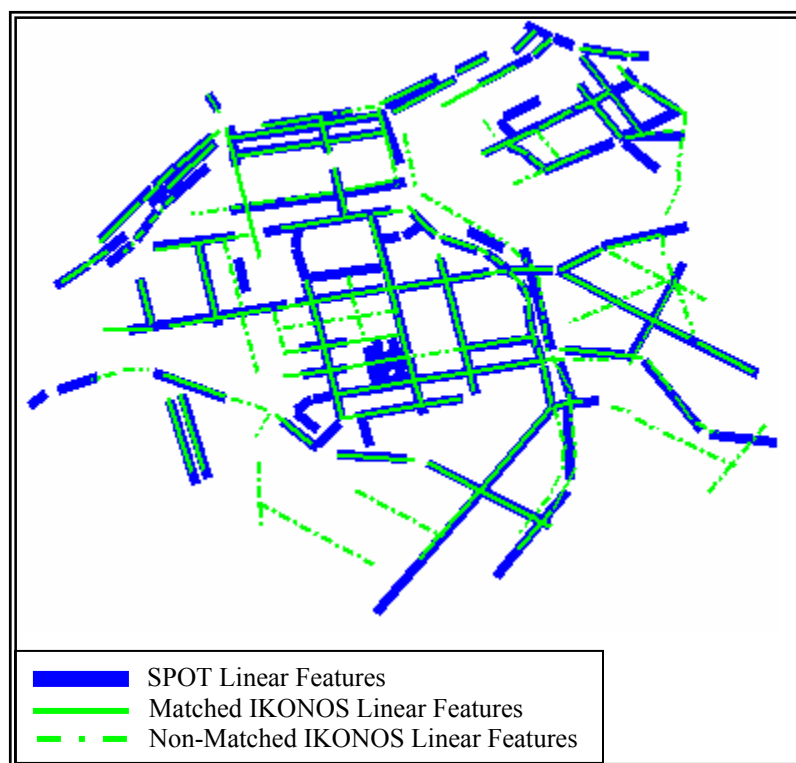 SPOT Linear Features
Matched IKONOS Linear Features
Non-Matched IKONOS Linear Features